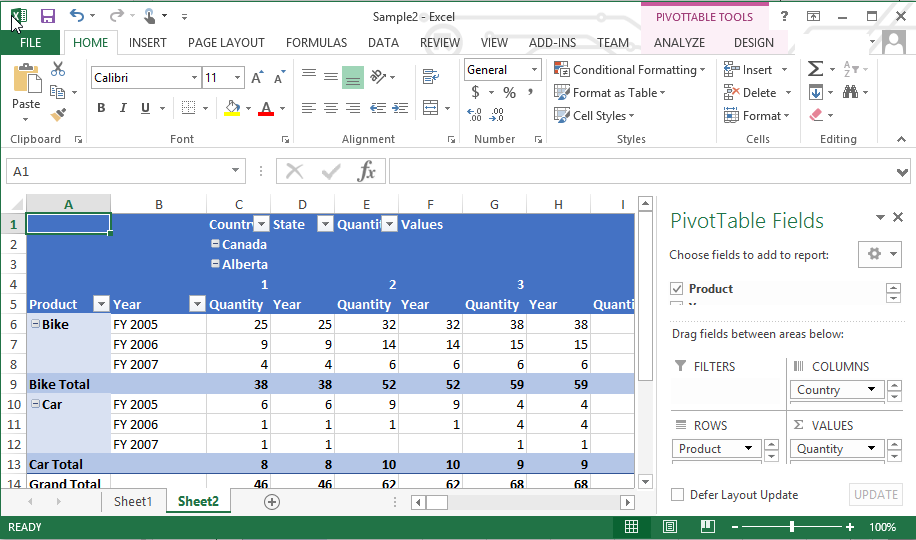 Sample2 - Excel
PIVOTTABLE TOOLS
?
FILE HOME INSERT PAGE LAYOUT FORMULAS DATA REVIEW VIEW ADD-INS TEAM ANALYZE DESIGN
Paste
Calibri 11
B I U A
General
$ % ,
Conditional Formatting
Format as Table
Cell Styles
Insert
Delete
Format
Clipboard Font Alignment Number Styles Cells Editing
A1 fx
A B C D E F G H I
1 Countr State Quantit Values
2 Canada
3 Alberta
4 1 2 3
5 Product Year Quantity Year Quantity Year Quantity Year Quanti
6 Bike FY 2005 25 25 32 32 38 38
7 FY 2006 9 9 14 14 15 15
8 FY 2007 4 4 6 6 6 6
9 Bike Total 38 38 52 52 59 59
10 Car FY 2005 6 6 9 9 4 4
11 FY 2006 1 1 1 1 4 4
12 FY 2007 1 1 1 1
13 Car Total 8 8 10 10 9 9
14 Grand Total 46 46 62 62 68 68
Sheet1 Sheet2
PivotTable Fields
Choose fields to add to report:
Product
Drag fields between areas below:
FILTERS
COLUMNS
Country
ROWS
Product
Σ VALUES
Quantity
Defer Layout Update UPDATE
READY 100%